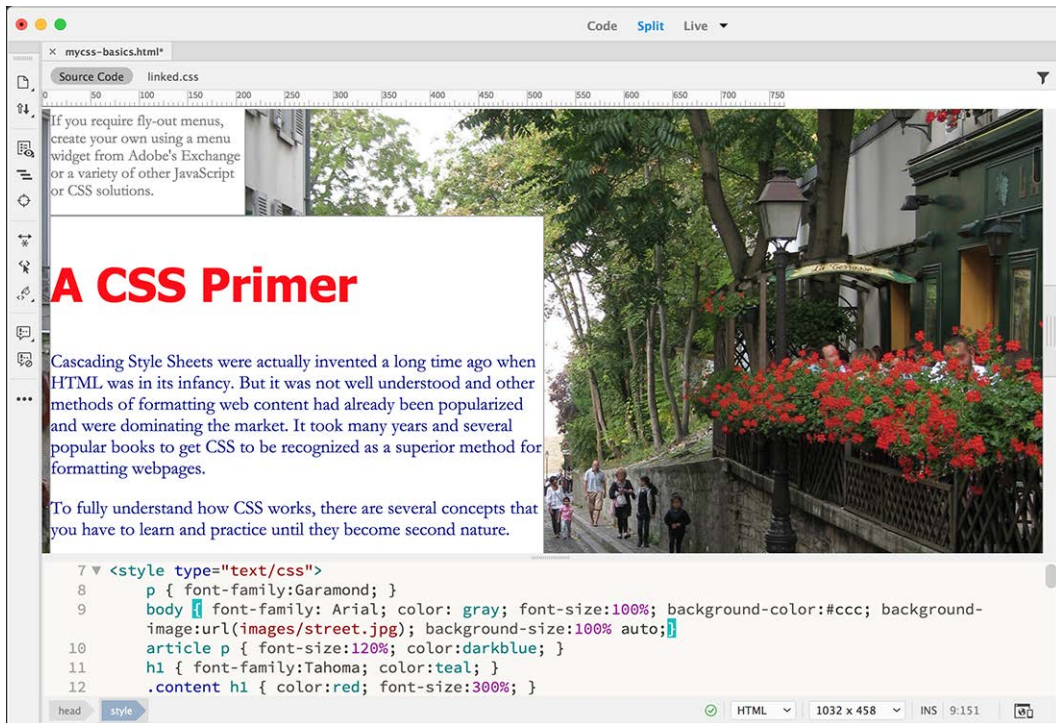 Code Split Live
× mycss-basics.html*
Source Code linked.css
0 50 100 150 200 250 300 350 400 450 500 550 600 650 700 750
If you require fly-out menus,
create your own using a menu
widget from Adobe's Exchange
or a variety of other JavaScript
or CSS solutions.
La Terrasse
A CSS Primer
Cascading Style Sheets were actually invented a long time ago when
HTML was in its infancy. But it was not well understood and other
methods of formatting web content had already been popularized
and were dominating the market. It took many years and several
popular books to get CSS to be recognized as a superior method for
formatting webpages.
To fully understand how CSS works, there are several concepts that
you have to learn and practice until they become second nature.
7 <style type="text/css">
8 p { font-family:Garamond; }
9 body { font-family: Arial; color: gray; font-size:100%; background-color:#ccc; background-
image:url(images/street.jpg); background-size:100% auto;}
10 article p { font-size:120%; color:darkblue; }
11 h1 { font-family:Tahoma; color:teal; }
12 .content h1 { color:red; font-size:300%; }
head style HTML 1032 x 458 INS 9:151